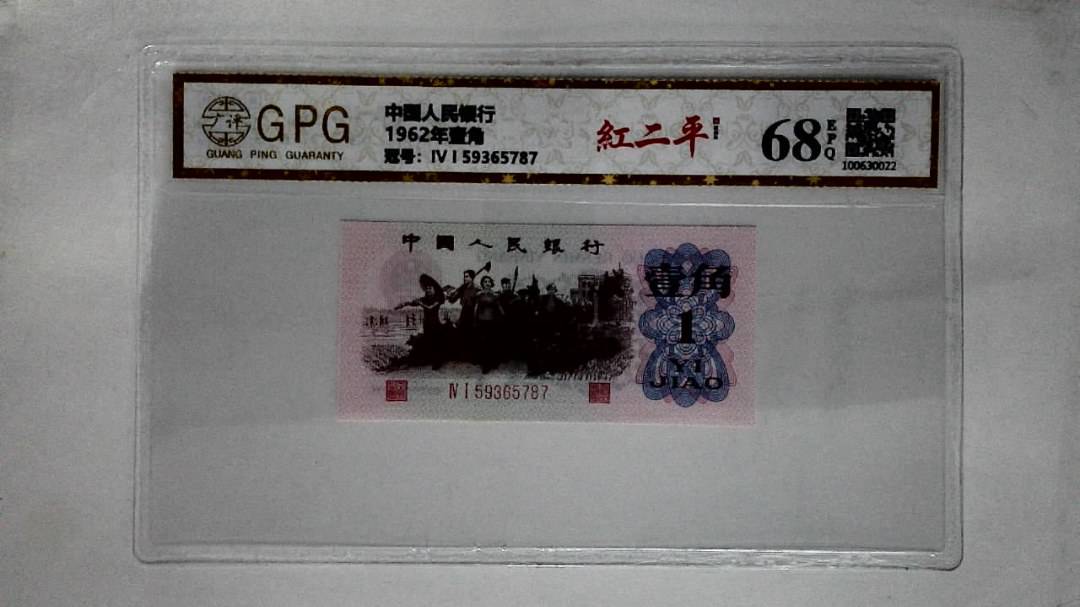 GPG
GUANG PING GUARANTY
中国人民银行
1962年壹角
冠号：IV I 59365787
紅二平
68
EPQ
100630022
中國人民銀行
壹角
1
YI
JIAO
IV I 59365787